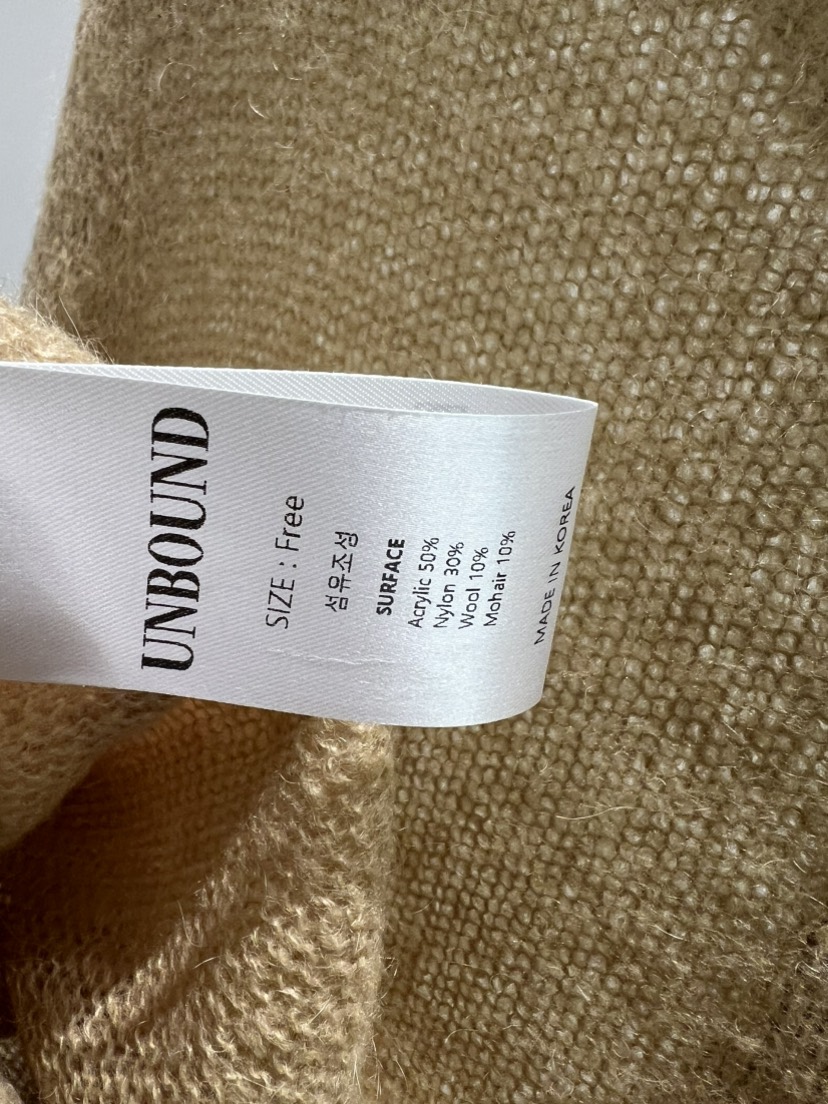 UNBOUND
SIZE : Free
섬유조성
SURFACE
Acrylic 50%
Nylon 30%
Wool 10%
Mohair 10%
MADE IN KOREA